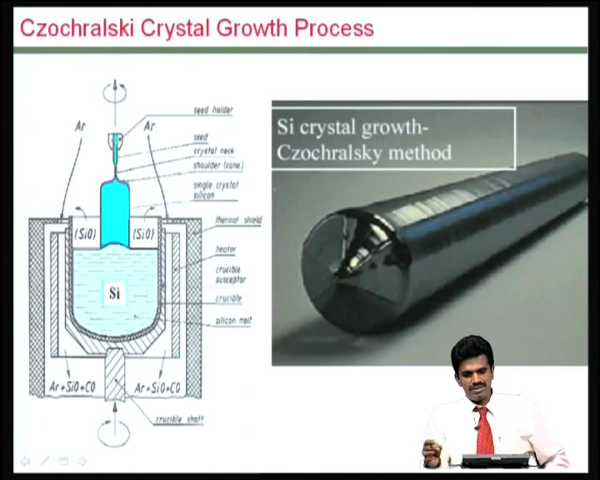 Czochralski Crystal Growth Process
Ar
Ar
seed holder
seed
crystal neck
shoulder (cone)
single crystal
silicon
thermal shield
heater
crucible
susceptor
crucible
silicon melt
(SiO)
(SiO)
Si
Ar+SiO+CO
Ar+SiO+CO
crucible shaft
Si crystal growth-
Czochralsky method